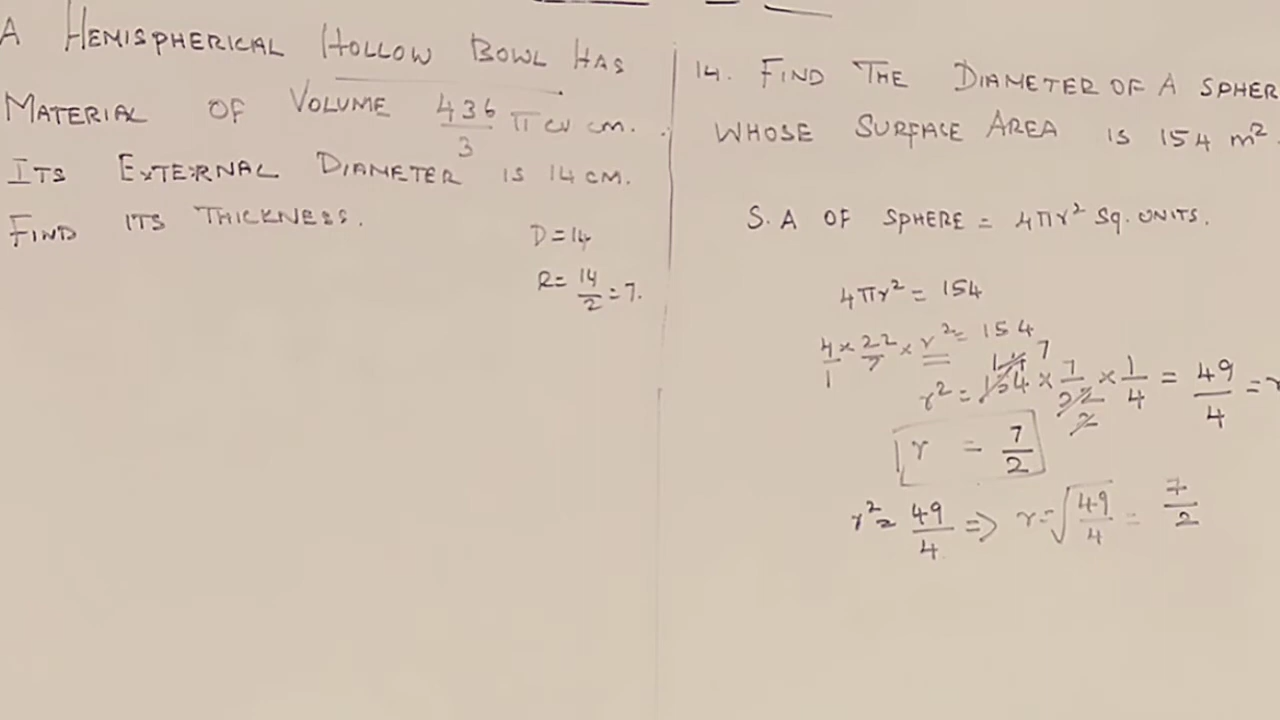 A HEMISPHERICAL HOLLOW BOWL HAS
MATERIAL OF VOLUME 436/3 π cu cm.
ITS EXTERNAL DIAMETER IS 14 CM.
FIND ITS THICKNESS.
D = 14
R = 14/2 = 7.
14. FIND THE DIAMETER OF A SPHER
WHOSE SURFACE AREA IS 154 m².
S.A OF SPHERE = 4πr² Sq. UNITS.
4πr² = 154
4/1 × 22/7 × r² = 154
r² = 154 × 7/22 × 1/4 = 49/4 = r
14 7
2
r = 7/2
r² = 49/4 => r = √49/4 = 7/2